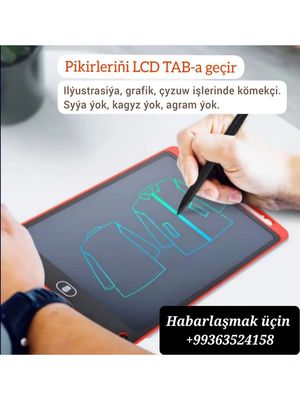 Pikirleriňi LCD TAB-a geçir
Ilýustrasiýa, grafik, çyzuw işlerinde kömekçi.
Syýa ýok, kagyz ýok, agram ýok.
Habarlaşmak üçin
+99363524158